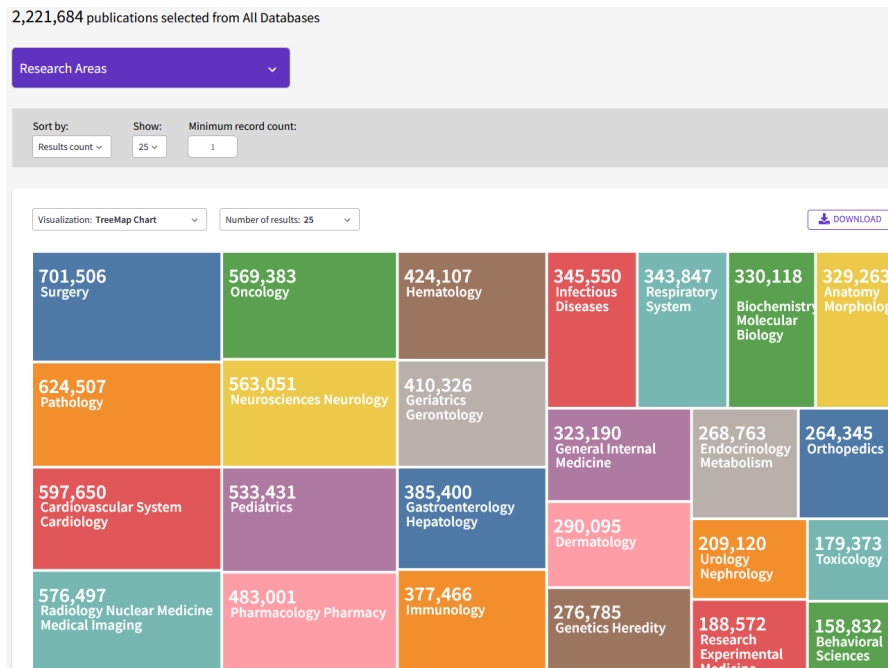 2,221,684 publications selected from All Databases
Research Areas
Sort by:
Show:
Minimum record count:
Results count
25
1
Visualization: TreeMap Chart
Number of results: 25
DOWNLOAD
701,506
Surgery
624,507
Pathology
597,650
Cardiovascular System
Cardiology
576,497
Radiology Nuclear Medicine
Medical Imaging
569,383
Oncology
563,051
Neurosciences Neurology
533,431
Pediatrics
483,001
Pharmacology Pharmacy
424,107
Hematology
410,326
Geriatrics
Gerontology
385,400
Gastroenterology
Hepatology
377,466
Immunology
345,550
Infectious
Diseases
343,847
Respiratory
System
330,118
Biochemistry
Molecular
Biology
329,263
Anatomy
Morpholog
323,190
General Internal
Medicine
290,095
Dermatology
276,785
Genetics Heredity
268,763
Endocrinology
Metabolism
264,345
Orthopedics
209,120
Urology
Nephrology
179,373
Toxicology
188,572
Research
Experimental
Medicine
158,832
Behavioral
Sciences